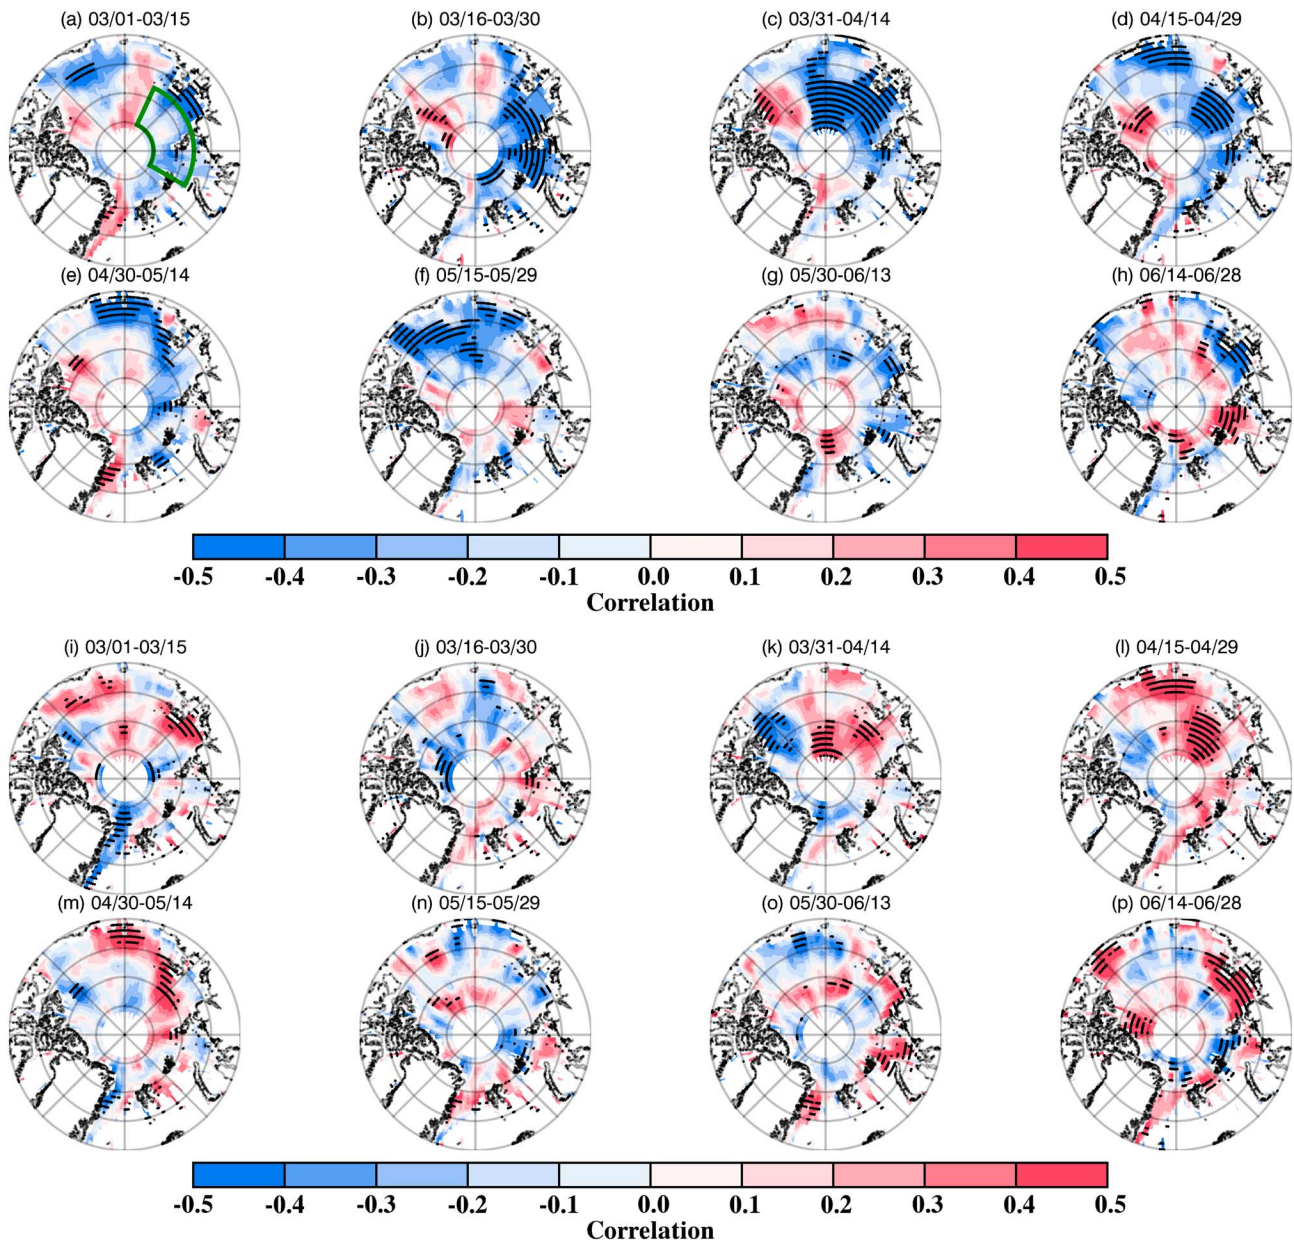 (a) 03/01-03/15 (b) 03/16-03/30 (c) 03/31-04/14 (d) 04/15-04/29
(e) 04/30-05/14 (f) 05/15-05/29 (g) 05/30-06/13 (h) 06/14-06/28
-0.5 -0.4 -0.3 -0.2 -0.1 0.0 0.1 0.2 0.3 0.4 0.5
Correlation
(i) 03/01-03/15 (j) 03/16-03/30 (k) 03/31-04/14 (l) 04/15-04/29
(m) 04/30-05/14 (n) 05/15-05/29 (o) 05/30-06/13 (p) 06/14-06/28
-0.5 -0.4 -0.3 -0.2 -0.1 0.0 0.1 0.2 0.3 0.4 0.5
Correlation